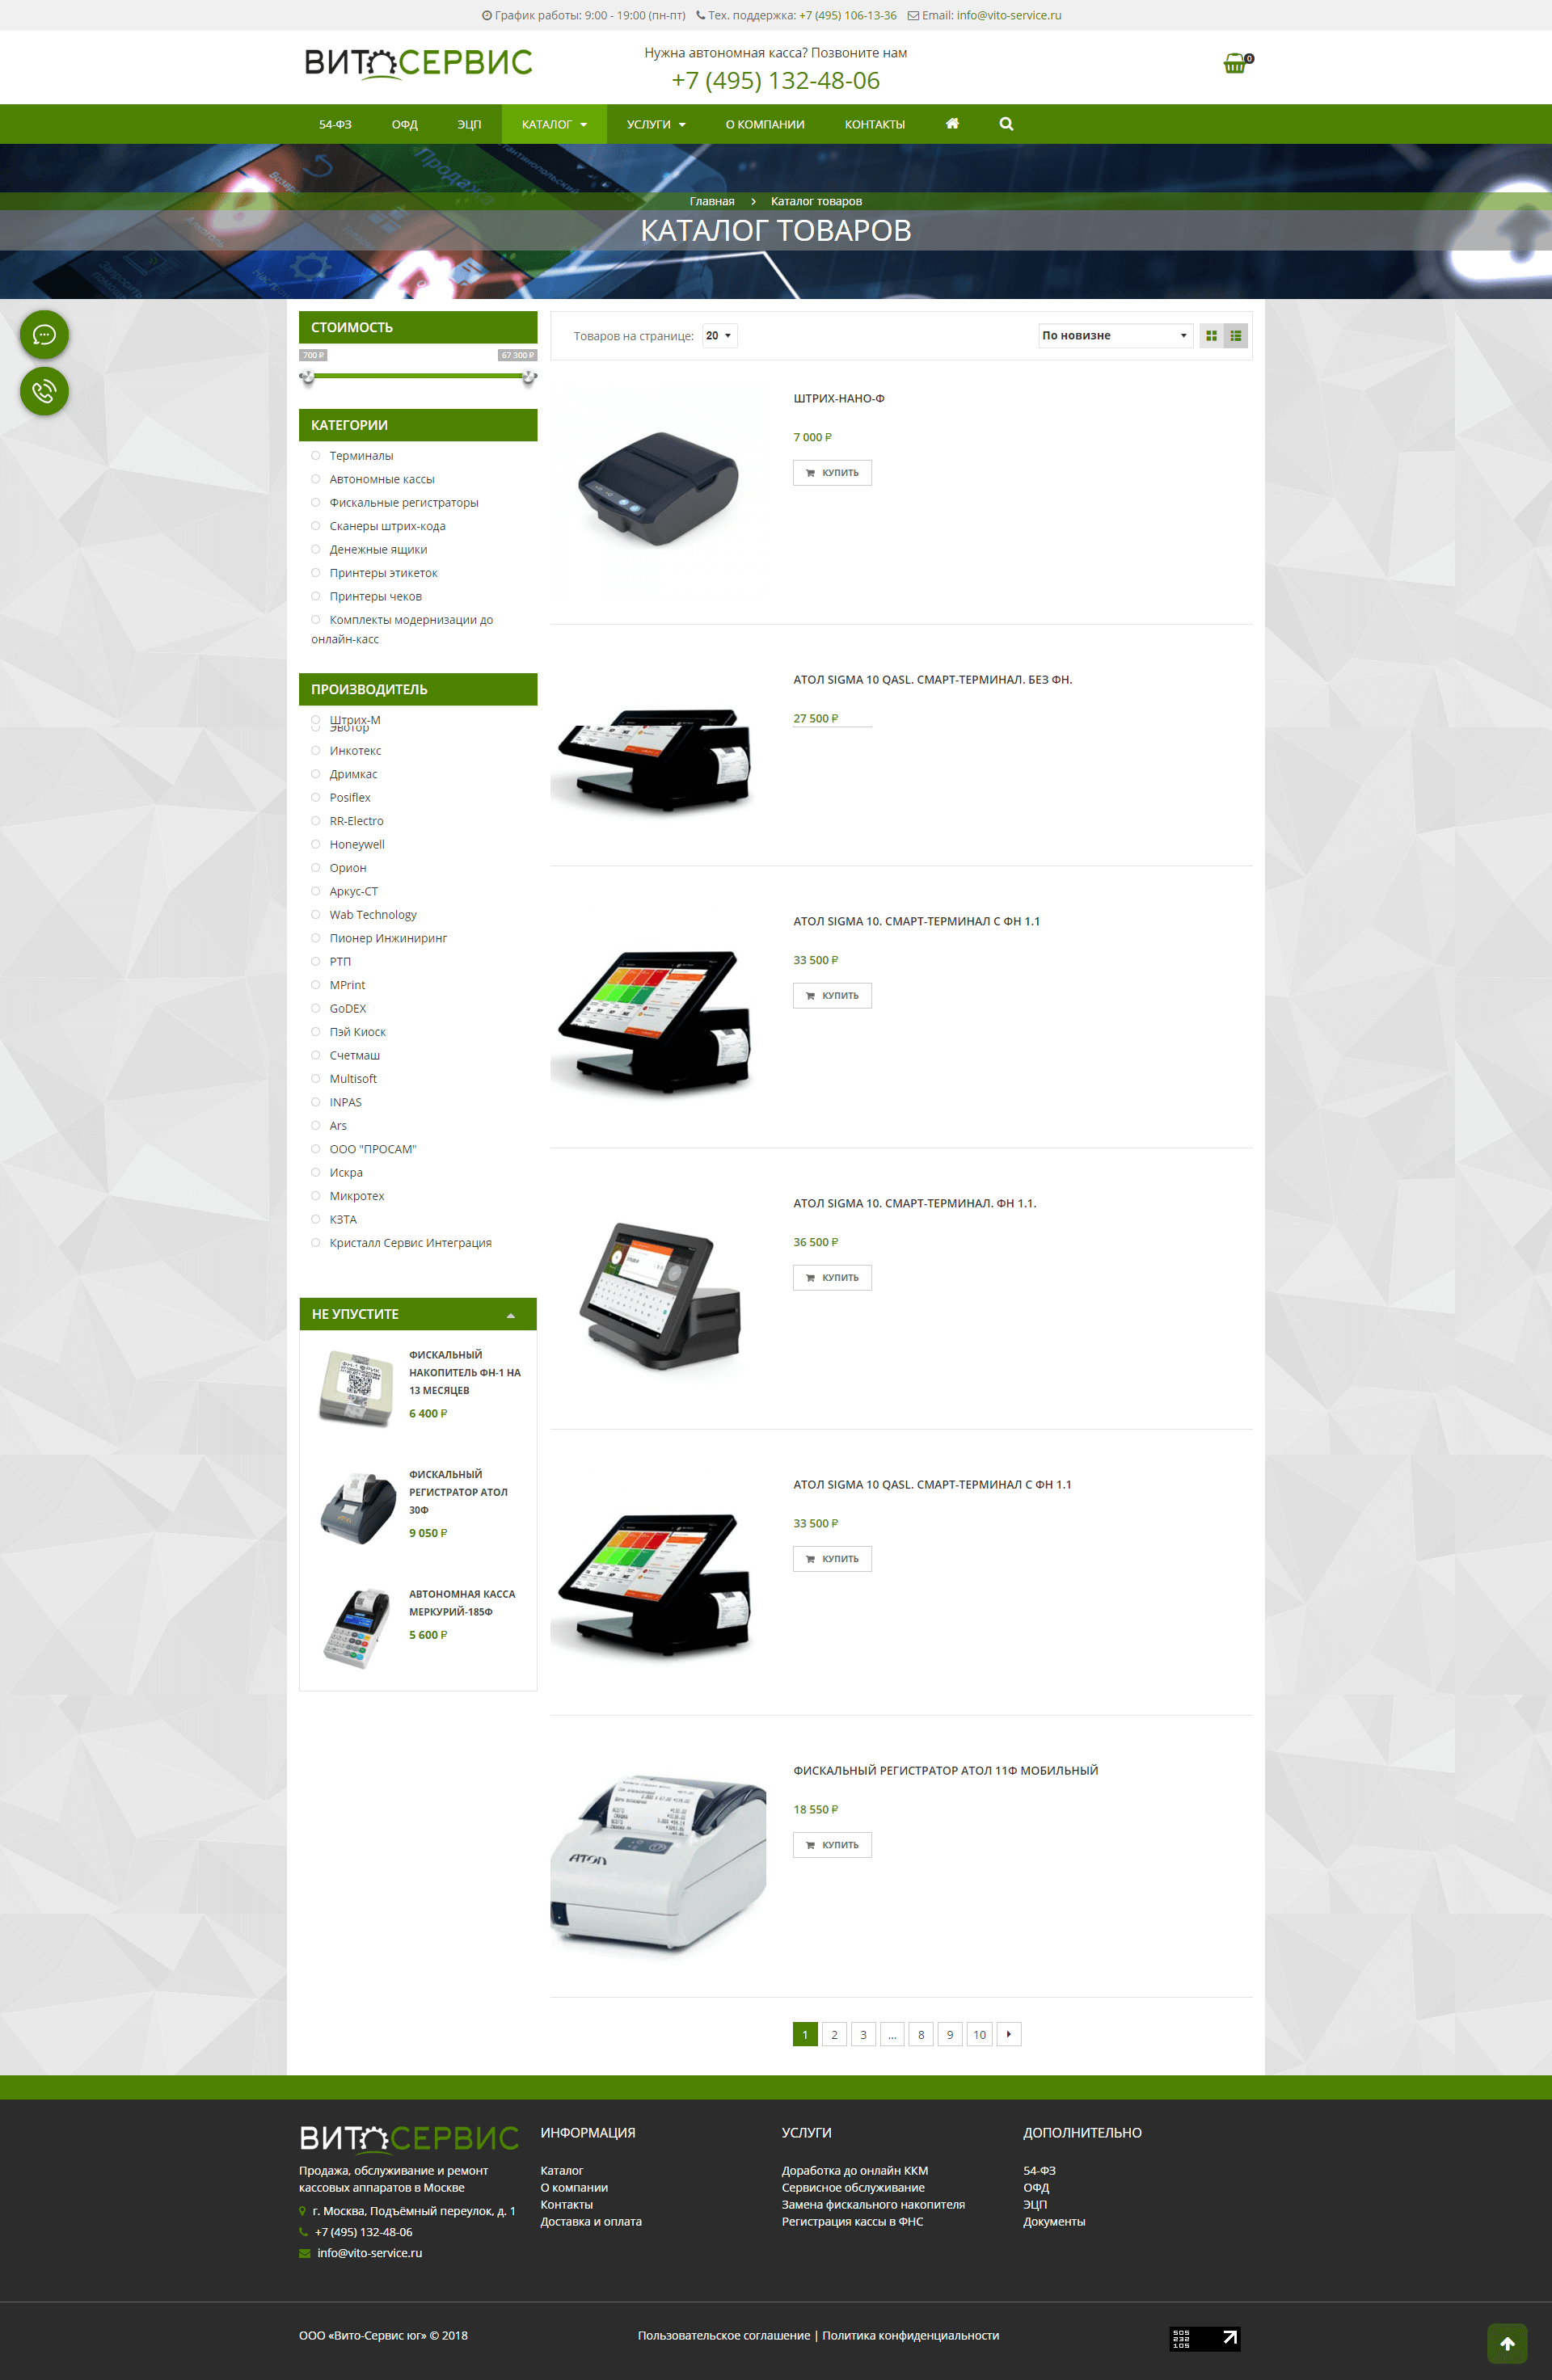 График работы: 9:00 - 19:00 (пн-пт) Тех. поддержка: +7 (495) 106-13-36 Email: info@vito-service.ru
ВИТОСЕРВИС
Нужна автономная касса? Позвоните нам
+7 (495) 132-48-06
0
54-ФЗ ОФД ЭЦП КАТАЛОГ УСЛУГИ О КОМПАНИИ КОНТАКТЫ
Главная > Каталог товаров
КАТАЛОГ ТОВАРОВ
СТОИМОСТЬ
700 ₽ 67 300 ₽
КАТЕГОРИИ
Терминалы
Автономные кассы
Фискальные регистраторы
Сканеры штрих-кода
Денежные ящики
Принтеры этикеток
Принтеры чеков
Комплекты модернизации до
онлайн-касс
ПРОИЗВОДИТЕЛЬ
Штрих-М
Эвотор
Инкотекс
Дримкас
Posiflex
RR-Electro
Honeywell
Орион
Аркус-СТ
Wab Technology
Пионер Инжиниринг
РТП
MPrint
GoDEX
Пэй Киоск
Счетмаш
Multisoft
INPAS
Ars
ООО "ПРОСАМ"
Искра
Микротех
КЗТА
Кристалл Сервис Интеграция
НЕ УПУСТИТЕ
ФИСКАЛЬНЫЙ
НАКОПИТЕЛЬ ФН-1 НА
13 МЕСЯЦЕВ
6 400 ₽
ФИСКАЛЬНЫЙ
РЕГИСТРАТОР АТОЛ
30Ф
9 050 ₽
АВТОНОМНАЯ КАССА
МЕРКУРИЙ-185Ф
5 600 ₽
Товаров на странице: 20 По новизне
ШТРИХ-НАНО-Ф
7 000 ₽
КУПИТЬ
АТОЛ SIGMA 10 QASL. СМАРТ-ТЕРМИНАЛ. БЕЗ ФН.
27 500 ₽
АТОЛ SIGMA 10. СМАРТ-ТЕРМИНАЛ С ФН 1.1
33 500 ₽
КУПИТЬ
АТОЛ SIGMA 10. СМАРТ-ТЕРМИНАЛ. ФН 1.1.
36 500 ₽
КУПИТЬ
АТОЛ SIGMA 10 QASL. СМАРТ-ТЕРМИНАЛ С ФН 1.1
33 500 ₽
КУПИТЬ
ФИСКАЛЬНЫЙ РЕГИСТРАТОР АТОЛ 11Ф МОБИЛЬНЫЙ
18 550 ₽
КУПИТЬ
1 2 3 ... 8 9 10
ВИТОСЕРВИС
Продажа, обслуживание и ремонт
кассовых аппаратов в Москве
г. Москва, Подъёмный переулок, д. 1
+7 (495) 132-48-06
info@vito-service.ru
ИНФОРМАЦИЯ
Каталог
О компании
Контакты
Доставка и оплата
УСЛУГИ
Доработка до онлайн ККМ
Сервисное обслуживание
Замена фискального накопителя
Регистрация кассы в ФНС
ДОПОЛНИТЕЛЬНО
54-ФЗ
ОФД
ЭЦП
Документы
ООО «Вито-Сервис юг» © 2018
Пользовательское соглашение | Политика конфиденциальности
505
232
105